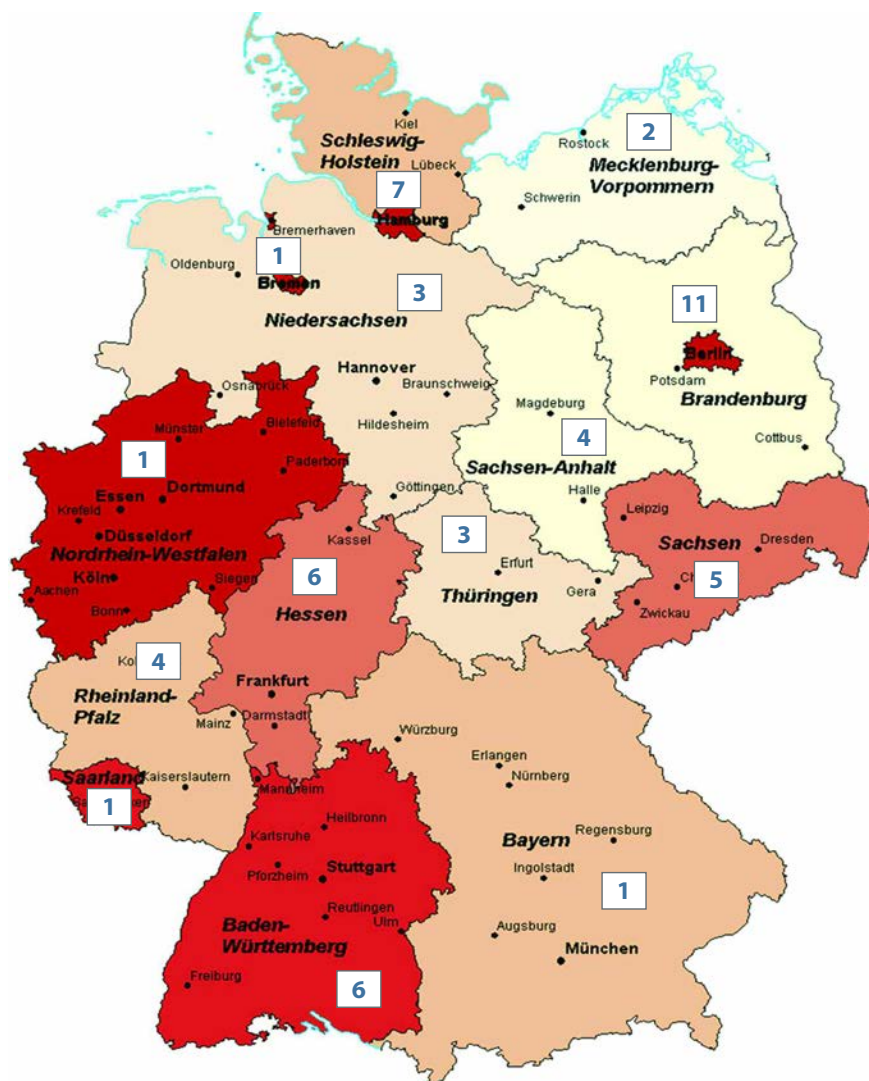 Kiel
Schleswig-
Holstein
Lübeck
2
Rostock
Mecklenburg-
Vorpommern
Schwerin
7
Hamburg
Bremerhaven
1
Oldenburg
Bremen
3
Niedersachsen
11
Berlin
Potsdam
Brandenburg
Hannover
Braunschweig
Osnabrück
Hildesheim
Magdeburg
4
Sachsen-Anhalt
Halle
Cottbus
Münster
Bielefeld
1
Paderborn
Essen
Dortmund
Krefeld
Düsseldorf
Nordrhein-Westfalen
Köln
Aachen
Bonn
Siegen
Göttingen
Kassel
6
Hessen
3
Erfurt
Thüringen
Gera
Leipzig
Sachsen
Dresden
5
Zwickau
4
Rheinland-
Pfalz
Frankfurt
Mainz
Darmstadt
Saarland
1
Kaiserslautern
Mannheim
Würzburg
Erlangen
Nürnberg
Heilbronn
Karlsruhe
Pforzheim
Stuttgart
Reutlingen
Ulm
Baden-
Württemberg
Freiburg
6
Bayern
Regensburg
Ingolstadt
1
Augsburg
München